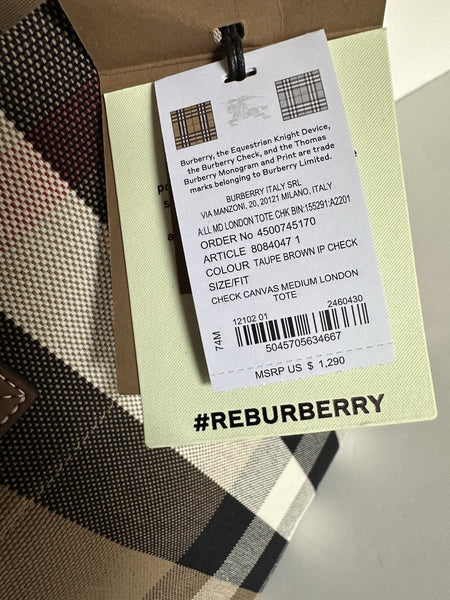 Burberry, the Equestrian Knight Device,
the Burberry Check, and the Thomas
Burberry Monogram and Print are trade
marks belonging to Burberry Limited.
BURBERRY ITALY SRL
VIA MANZONI, 20, 20121 MILANO, ITALY
A:LL MD LONDON TOTE CHK BIN:155291:A2201
ORDER No 4500745170
ARTICLE 8084047 1
COLOUR TAUPE BROWN IP CHECK
SIZE/FIT
CHECK CANVAS MEDIUM LONDON
TOTE
74M
12102 01 2460430
5045705634667
MSRP US $ 1,290
#REBURBERRY